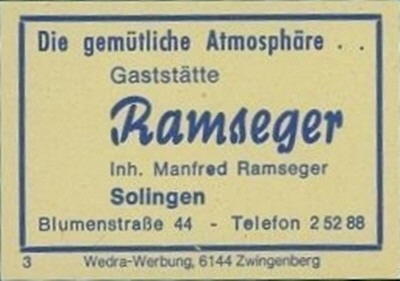 Die gemütliche Atmosphäre . .
Gaststätte
Ramseger
Inh. Manfred Ramseger
Solingen
Blumenstraße 44 - Telefon 2 52 88
3 Wedra-Werbung, 6144 Zwingenberg